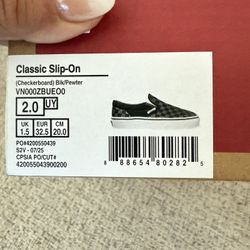 Classic Slip-On
(Checkerboard) Blk/Pewter
VN000ZBUEO0
2.0 UY
UK EUR CM
1.5 32.5 20.0
PO#4200550439
S2V - 07/25
CPSIA PO/CUT#
420055043900200
8 88654 80282 5